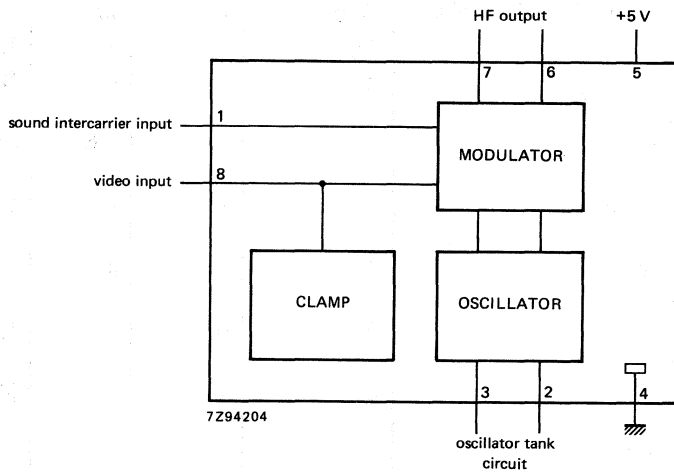 HF output
+5 V
7
6
5
sound intercarrier input
1
MODULATOR
video input
8
CLAMP
OSCILLATOR
3
2
4
7Z94204
oscillator tank
circuit